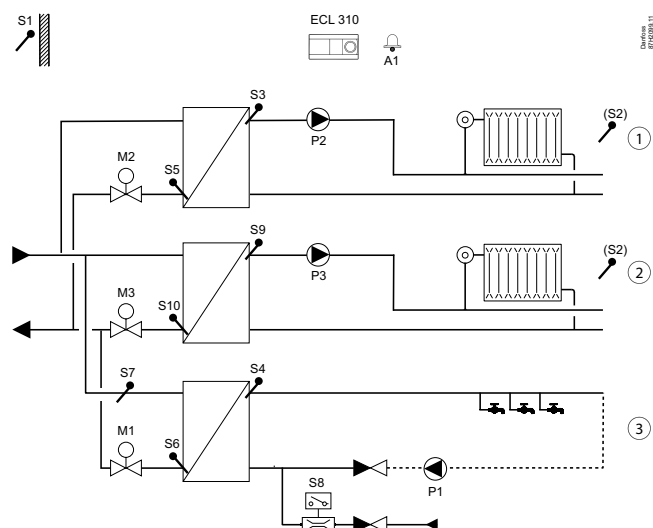 S1
ECL 310
A1
Danfoss
87H2099.11
S3
P2
(S2)
1
M2
S5
S9
P3
(S2)
2
M3
S10
S7
S4
3
M1
S6
S8
P1